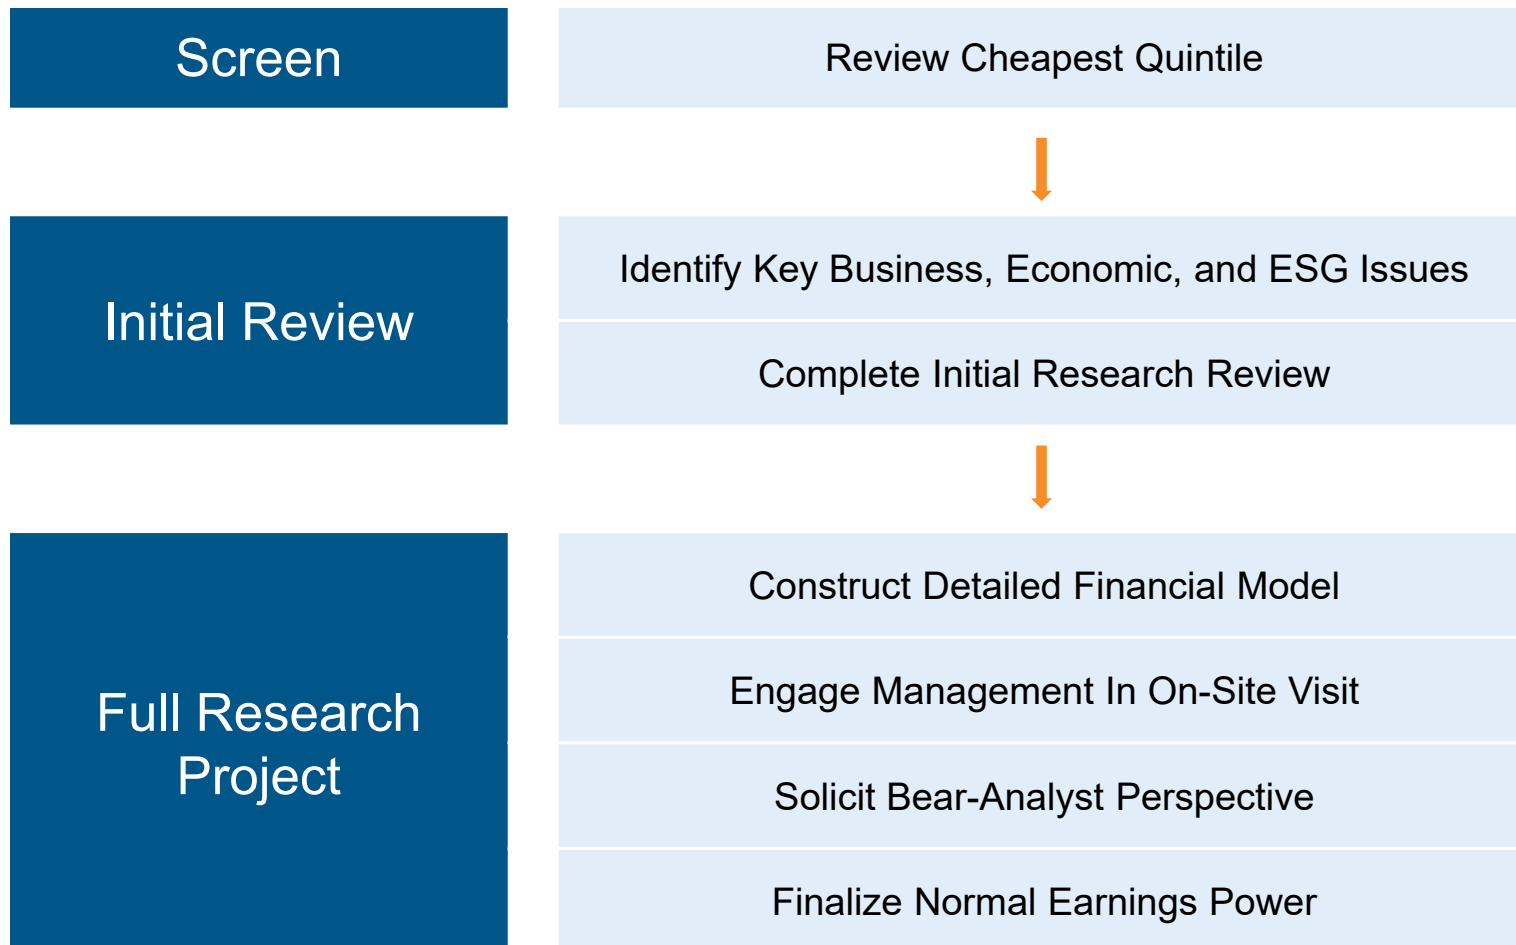 Screen
Review Cheapest Quintile
Initial Review
Identify Key Business, Economic, and ESG Issues
Complete Initial Research Review
Full Research
Project
Construct Detailed Financial Model
Engage Management In On-Site Visit
Solicit Bear-Analyst Perspective
Finalize Normal Earnings Power